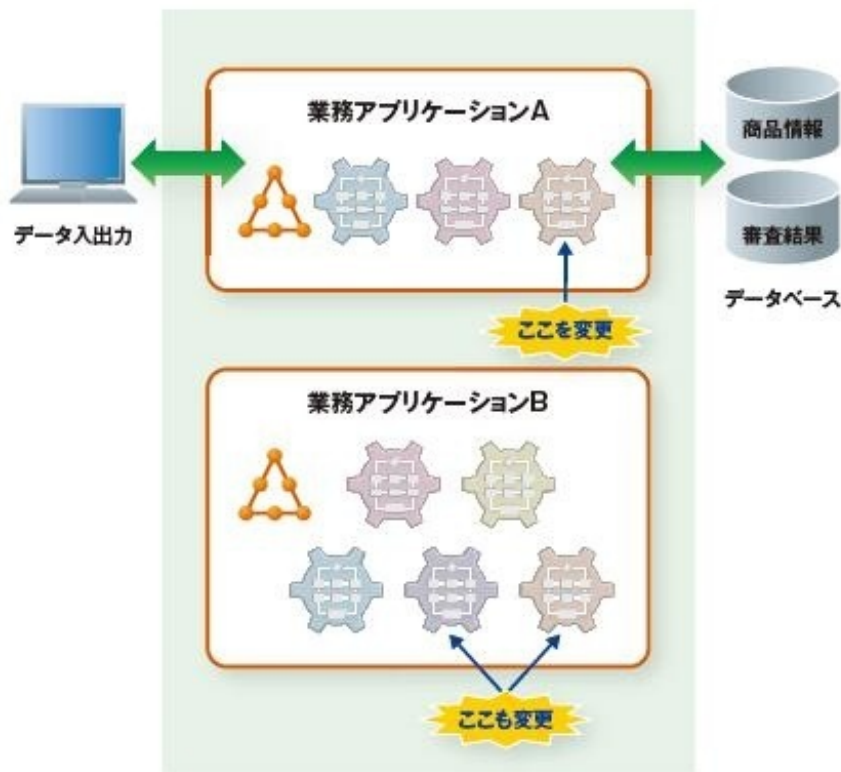 業務アプリケーションA
商品情報
データ入出力
審査結果
データベース
ここを変更
業務アプリケーションB
ここも変更